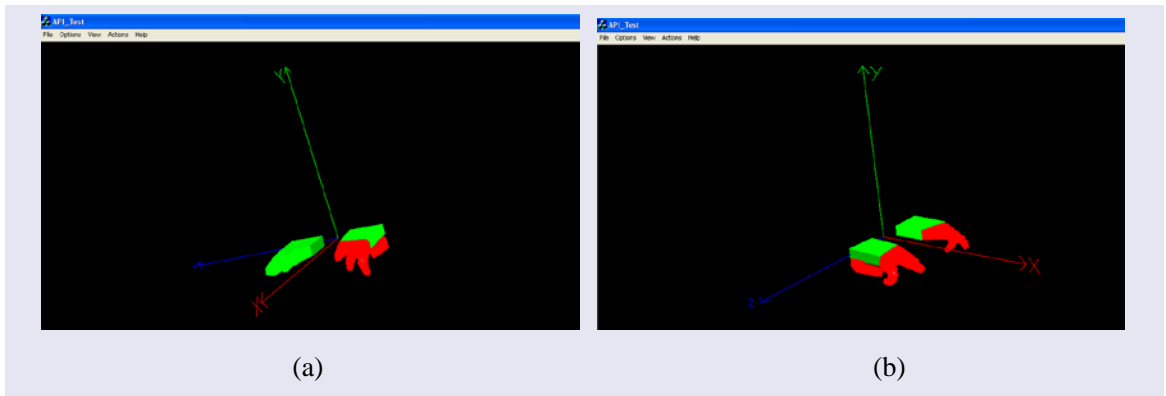 API_Test
File Options View Actions Help
Y
X
(a)
API_Test
File Options View Actions Help
Y
X
Z
(b)